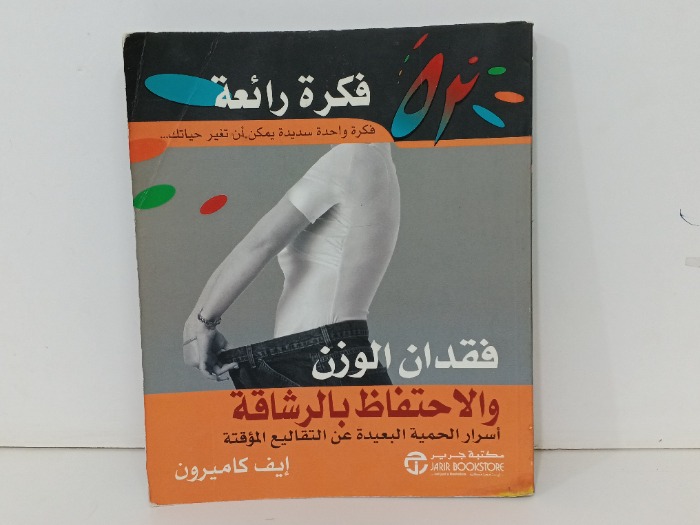 ٥٢ فكرة رائعة
فكرة واحدة سديدة يمكن أن تغير حياتك...
فقدان الوزن
والاحتفاظ بالرشاقة
أسرار الحمية البعيدة عن التقاليع المؤقتة
إيف كاميرون
مكتبة جرير
JARIR BOOKSTORE